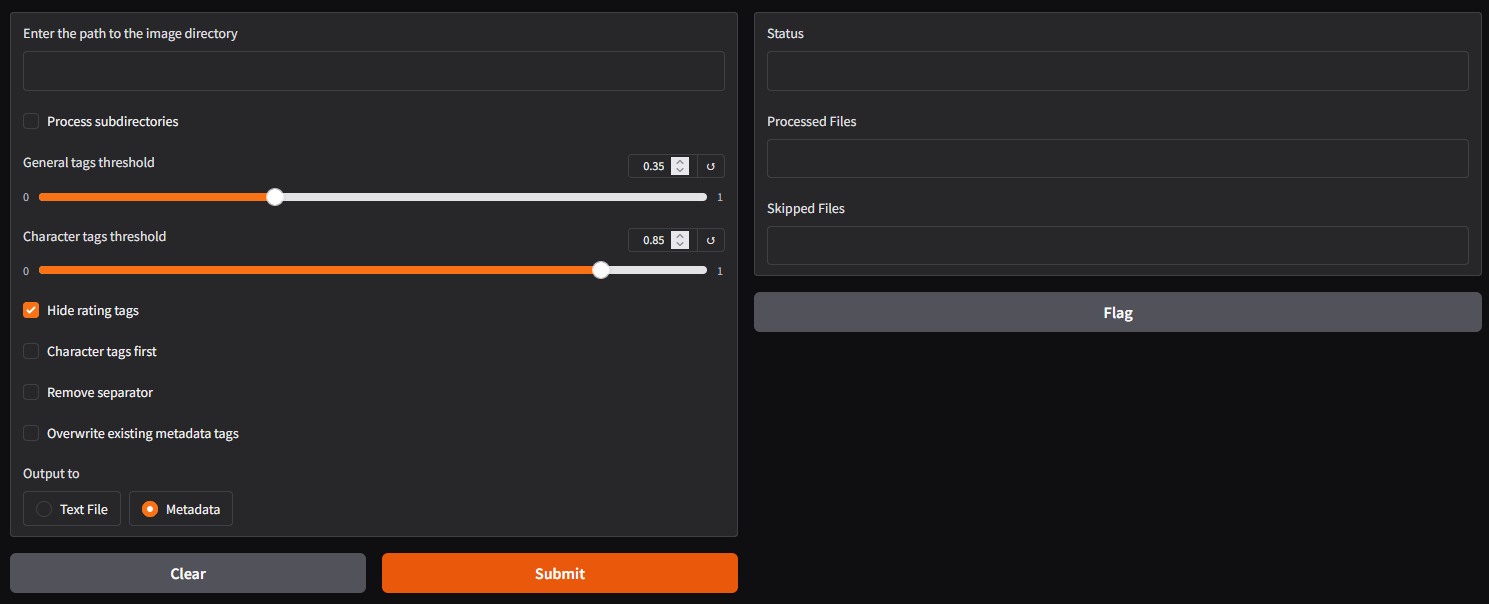 Enter the path to the image directory
Process subdirectories
General tags threshold
0.35
↺
0
1
Character tags threshold
0.85
↺
0
1
Hide rating tags
Character tags first
Remove separator
Overwrite existing metadata tags
Output to
Text File
Metadata
Clear
Submit
Status
Processed Files
Skipped Files
Flag